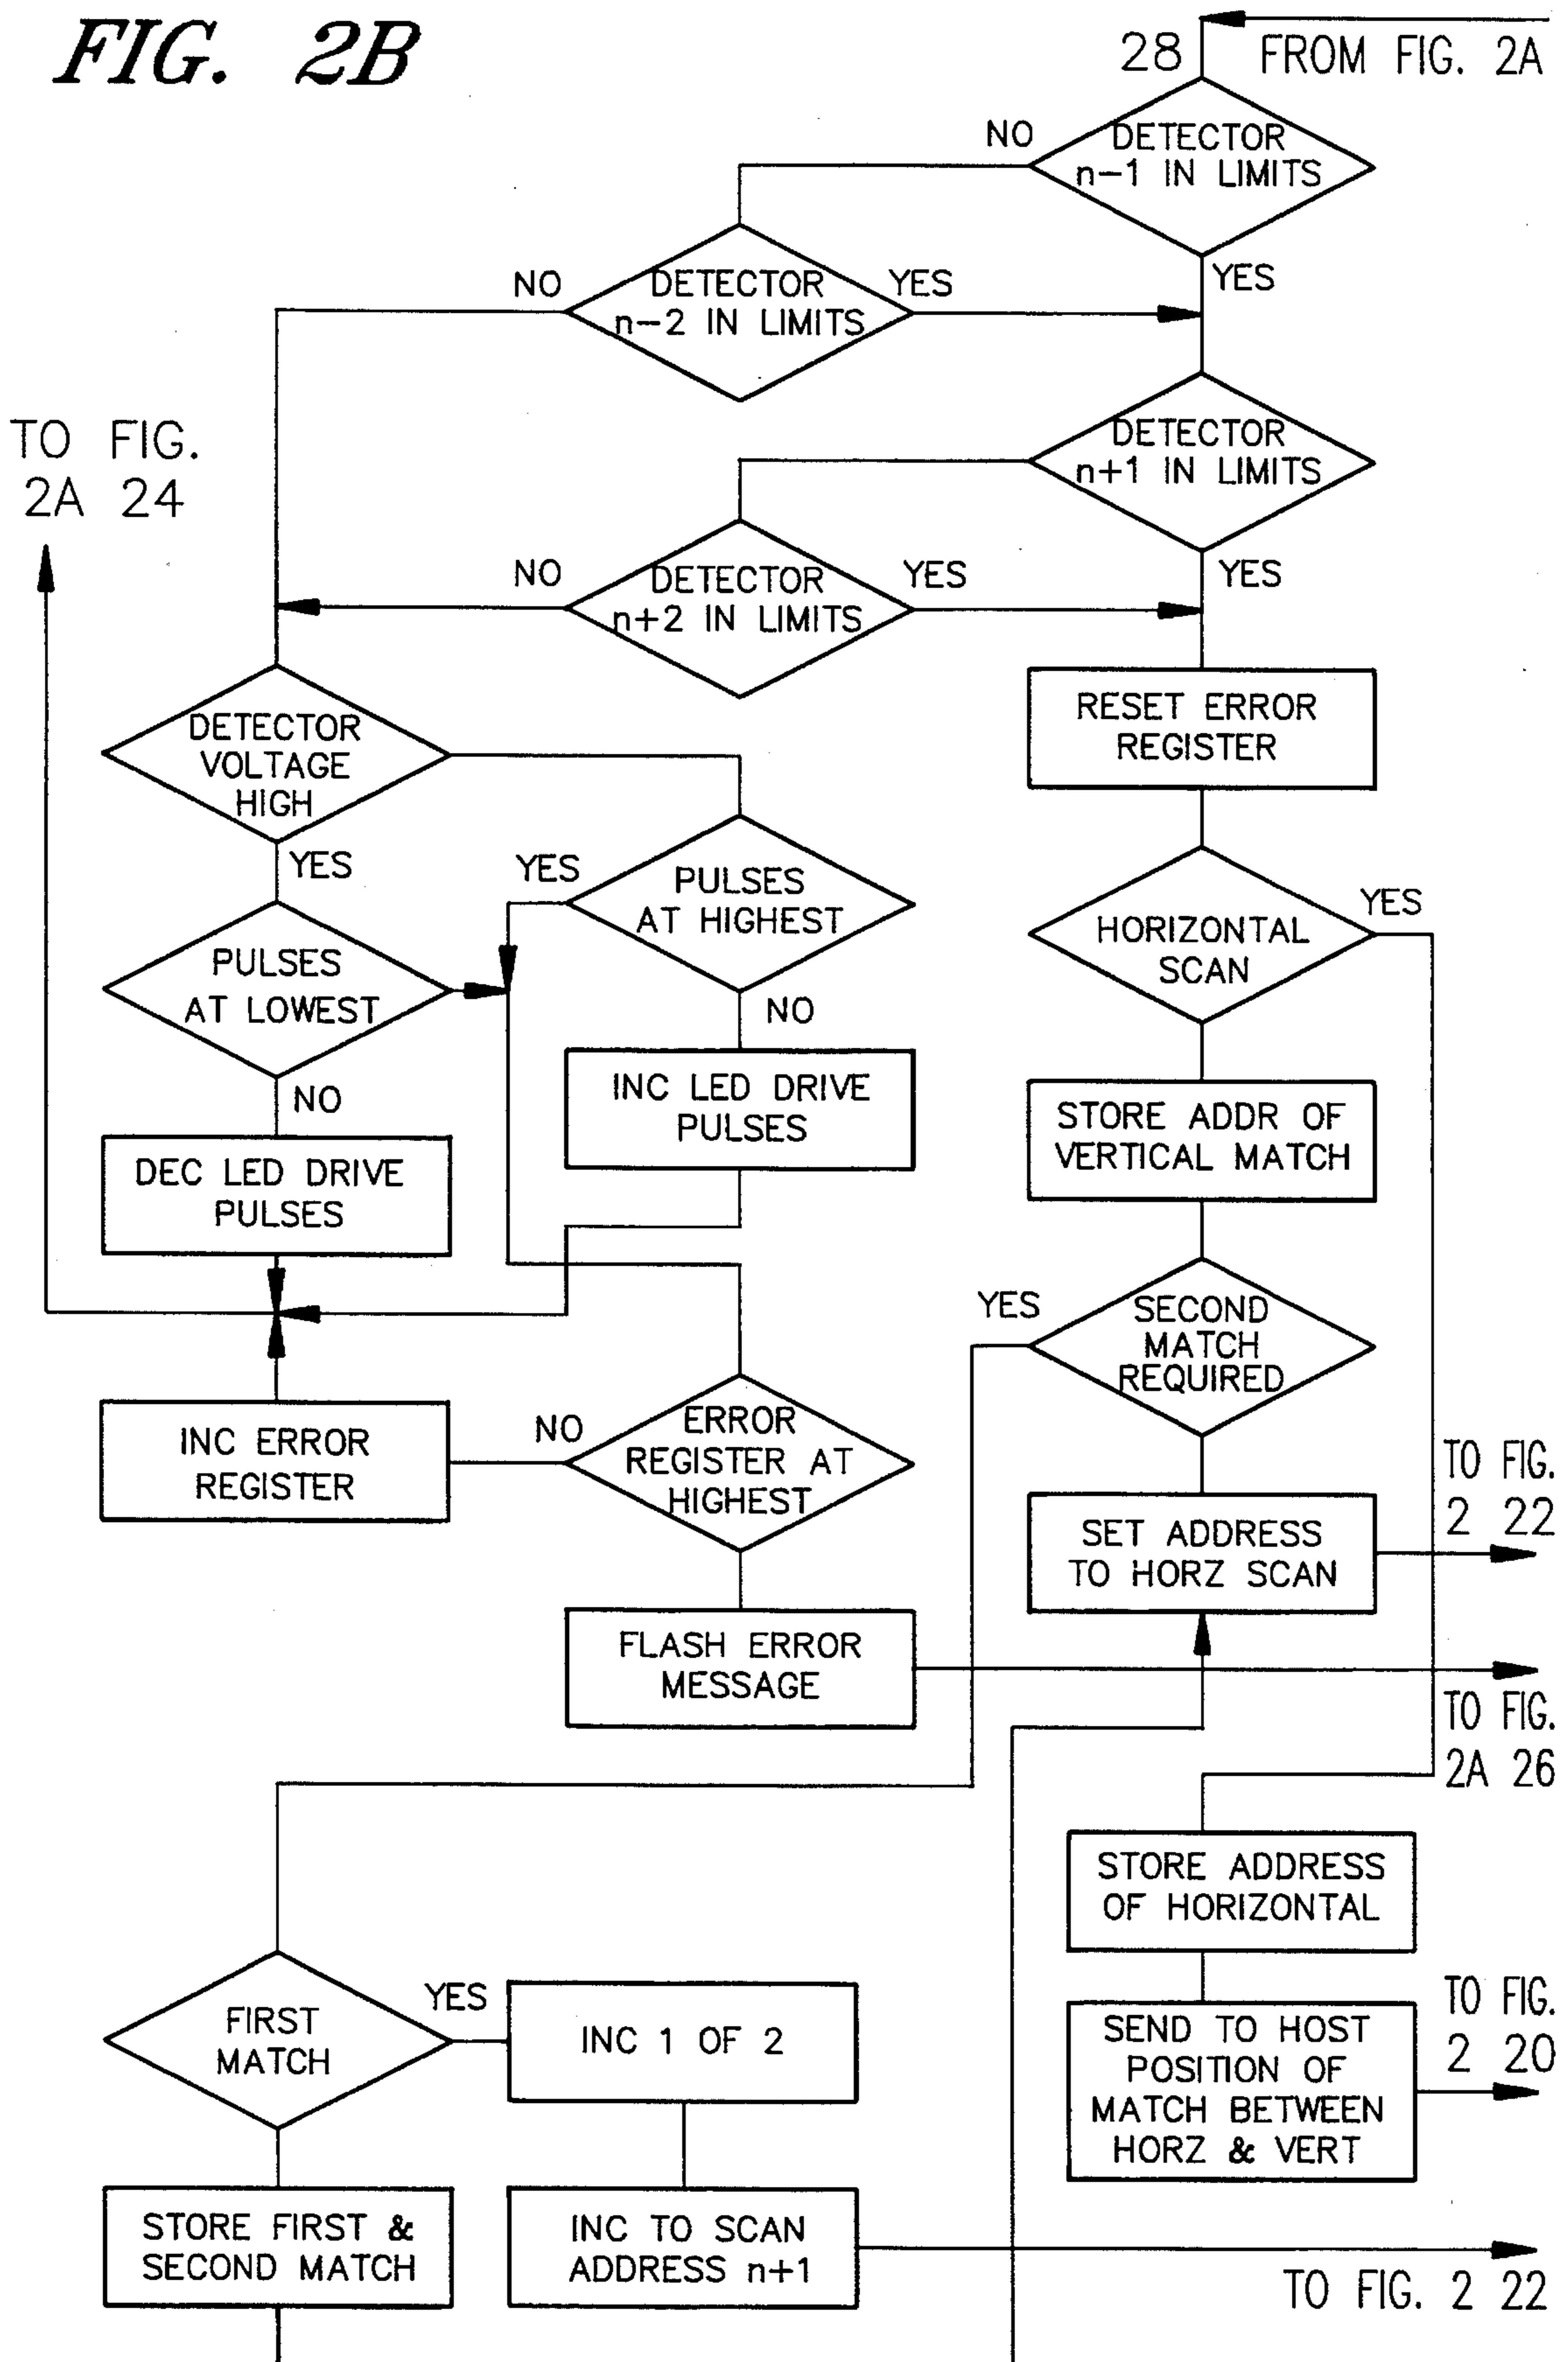 FIG. 2B
28
FROM FIG. 2A
NO
DETECTOR
n-1 IN LIMITS
YES
NO
DETECTOR
n-2 IN LIMITS
YES
TO FIG.
2A 24
DETECTOR
n+1 IN LIMITS
YES
NO
DETECTOR
n+2 IN LIMITS
YES
RESET ERROR
REGISTER
DETECTOR
VOLTAGE
HIGH
YES
YES
PULSES
AT HIGHEST
NO
HORIZONTAL
SCAN
YES
PULSES
AT LOWEST
NO
INC LED DRIVE
PULSES
STORE ADDR OF
VERTICAL MATCH
DEC LED DRIVE
PULSES
YES
SECOND
MATCH
REQUIRED
INC ERROR
REGISTER
NO
ERROR
REGISTER AT
HIGHEST
SET ADDRESS
TO HORZ SCAN
TO FIG.
2 22
FLASH ERROR
MESSAGE
TO FIG.
2A 26
STORE ADDRESS
OF HORIZONTAL
FIRST
MATCH
YES
INC 1 OF 2
SEND TO HOST
POSITION OF
MATCH BETWEEN
HORZ & VERT
TO FIG.
2 20
STORE FIRST &
SECOND MATCH
INC TO SCAN
ADDRESS n+1
TO FIG. 2 22